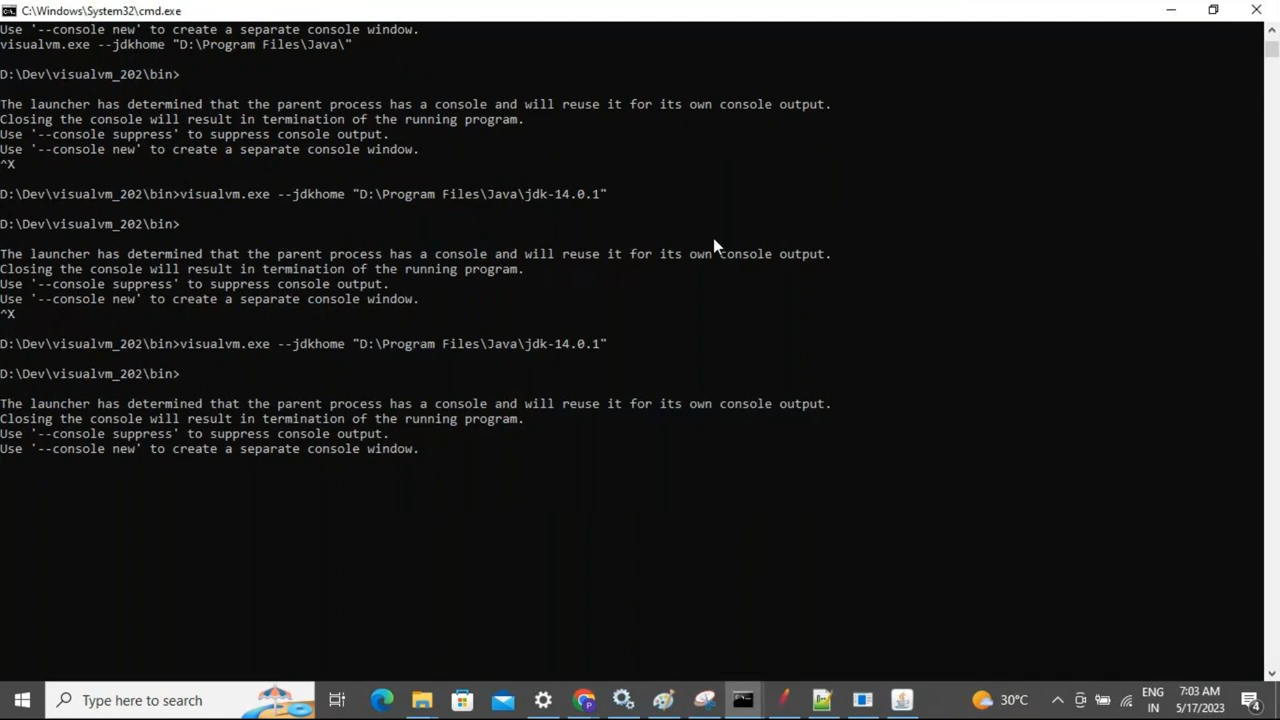 C:\Windows\System32\cmd.exe
Use '--console new' to create a separate console window.
visualvm.exe --jdkhome "D:\Program Files\Java\"
D:\Dev\visualvm_202\bin>
The launcher has determined that the parent process has a console and will reuse it for its own console output.
Closing the console will result in termination of the running program.
Use '--console suppress' to suppress console output.
Use '--console new' to create a separate console window.
^X
D:\Dev\visualvm_202\bin>visualvm.exe --jdkhome "D:\Program Files\Java\jdk-14.0.1"
D:\Dev\visualvm_202\bin>
The launcher has determined that the parent process has a console and will reuse it for its own console output.
Closing the console will result in termination of the running program.
Use '--console suppress' to suppress console output.
Use '--console new' to create a separate console window.
^X
D:\Dev\visualvm_202\bin>visualvm.exe --jdkhome "D:\Program Files\Java\jdk-14.0.1"
D:\Dev\visualvm_202\bin>
The launcher has determined that the parent process has a console and will reuse it for its own console output.
Closing the console will result in termination of the running program.
Use '--console suppress' to suppress console output.
Use '--console new' to create a separate console window.
Type here to search
30°C
ENG
IN
7:03 AM
5/17/2023
4